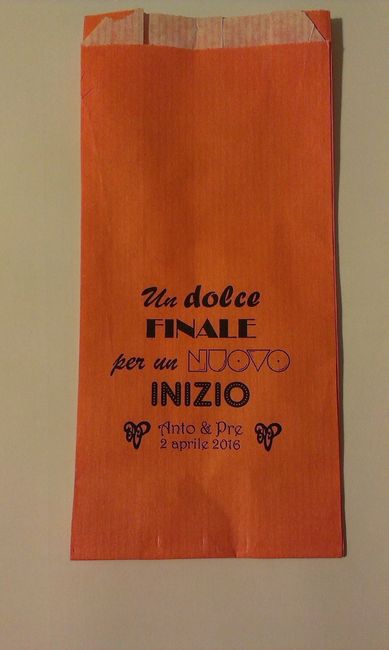 Un dolce
FINALE
per un NUOVO
INIZIO
Anto & Pre
2 aprile 2016